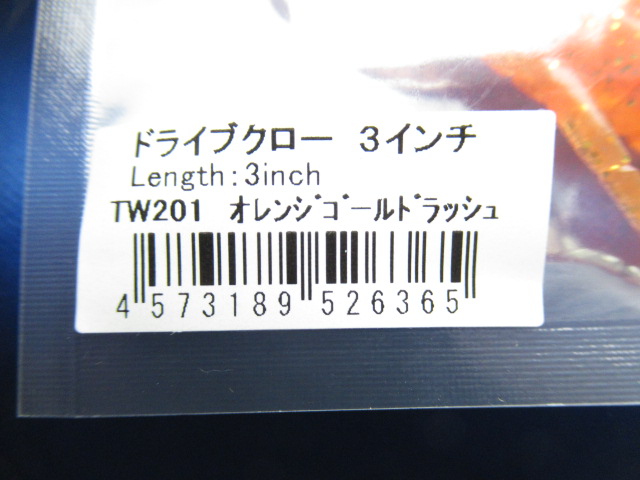 ドライブクロー 3インチ
Length:3inch
TW201 オレンジゴールドラッシュ
4 573189 526365